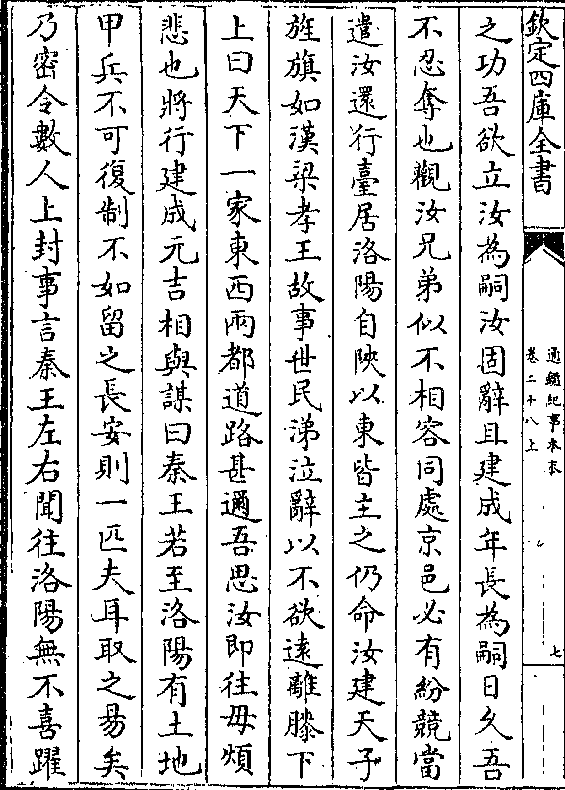 欽定四庫全書
通鑑紀事本末
卷二十八上
七
之功吾欲立汝為嗣汝固辭且建成年長為嗣日久吾
不忍奪也觀汝兄弟似不相容同處京邑必有紛競當
遣汝還行臺居洛陽自陝以東皆主之仍命汝建天子
旌旗如漢梁孝王故事世民涕泣辭以不欲遠離膝下
上曰天下一家東西兩都道路甚邇吾思汝即往毋煩
悲也將行建成元吉相與謀曰秦王若至洛陽有土地
甲兵不可復制不如留之長安則一匹夫耳取之易矣
乃密令數人上封事言秦王左右聞往洛陽無不喜躍